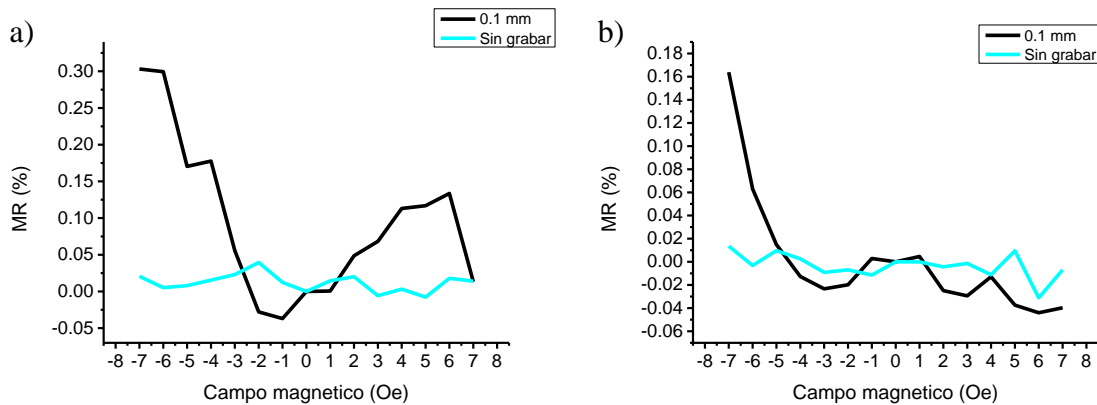 a)
0.1 mm
Sin grabar
0.30
0.25
0.20
0.15
0.10
0.05
0.00
-0.05
MR (%)
-8 -7 -6 -5 -4 -3 -2 -1 0 1 2 3 4 5 6 7 8
Campo magnetico (Oe)
b)
0.1 mm
Sin grabar
0.18
0.16
0.14
0.12
0.10
0.08
0.06
0.04
0.02
0.00
-0.02
-0.04
-0.06
MR (%)
-8 -7 -6 -5 -4 -3 -2 -1 0 1 2 3 4 5 6 7 8
Campo magnetico (Oe)